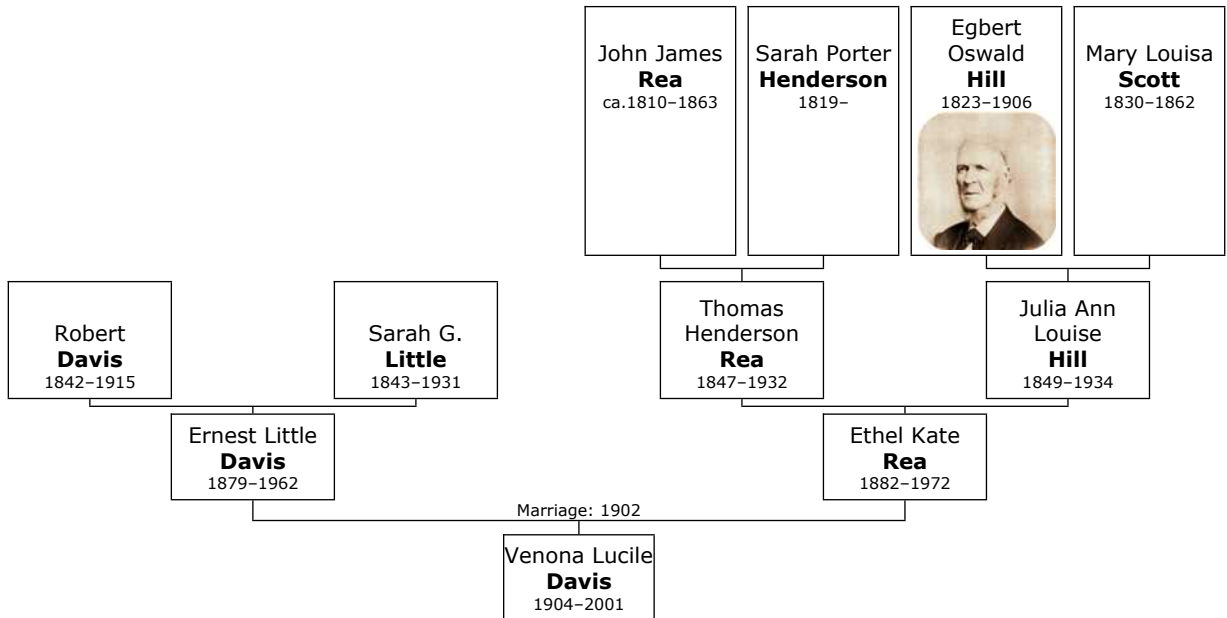 John James
Rea
ca.1810–1863
Sarah Porter
Henderson
1819–
Egbert
Oswald
Hill
1823–1906
Mary Louisa
Scott
1830–1862
Robert
Davis
1842–1915
Sarah G.
Little
1843–1931
Thomas
Henderson
Rea
1847–1932
Julia Ann
Louise
Hill
1849–1934
Ernest Little
Davis
1879–1962
Ethel Kate
Rea
1882–1972
Marriage: 1902
Venona Lucile
Davis
1904–2001